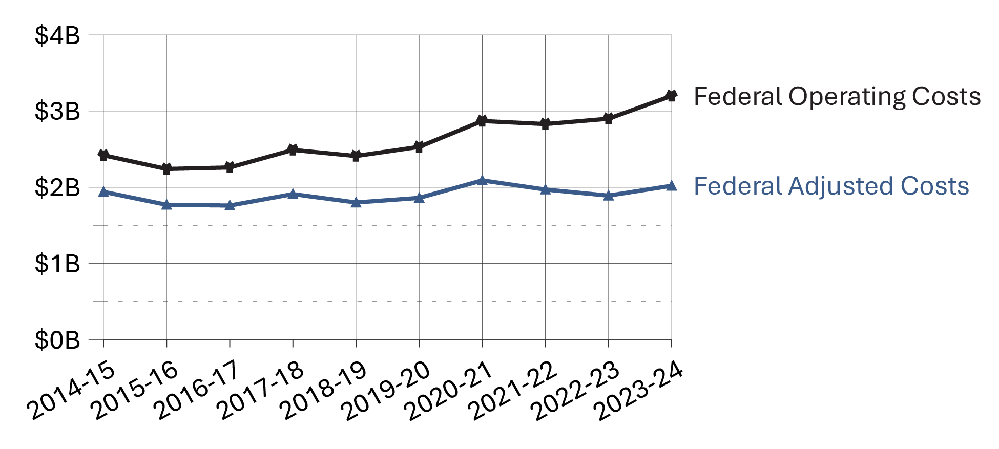 $4B
$3B
Federal Operating Costs
$2B
Federal Adjusted Costs
$1B
$0B
2014-15
2015-16
2016-17
2017-18
2018-19
2019-20
2020-21
2021-22
2022-23
2023-24